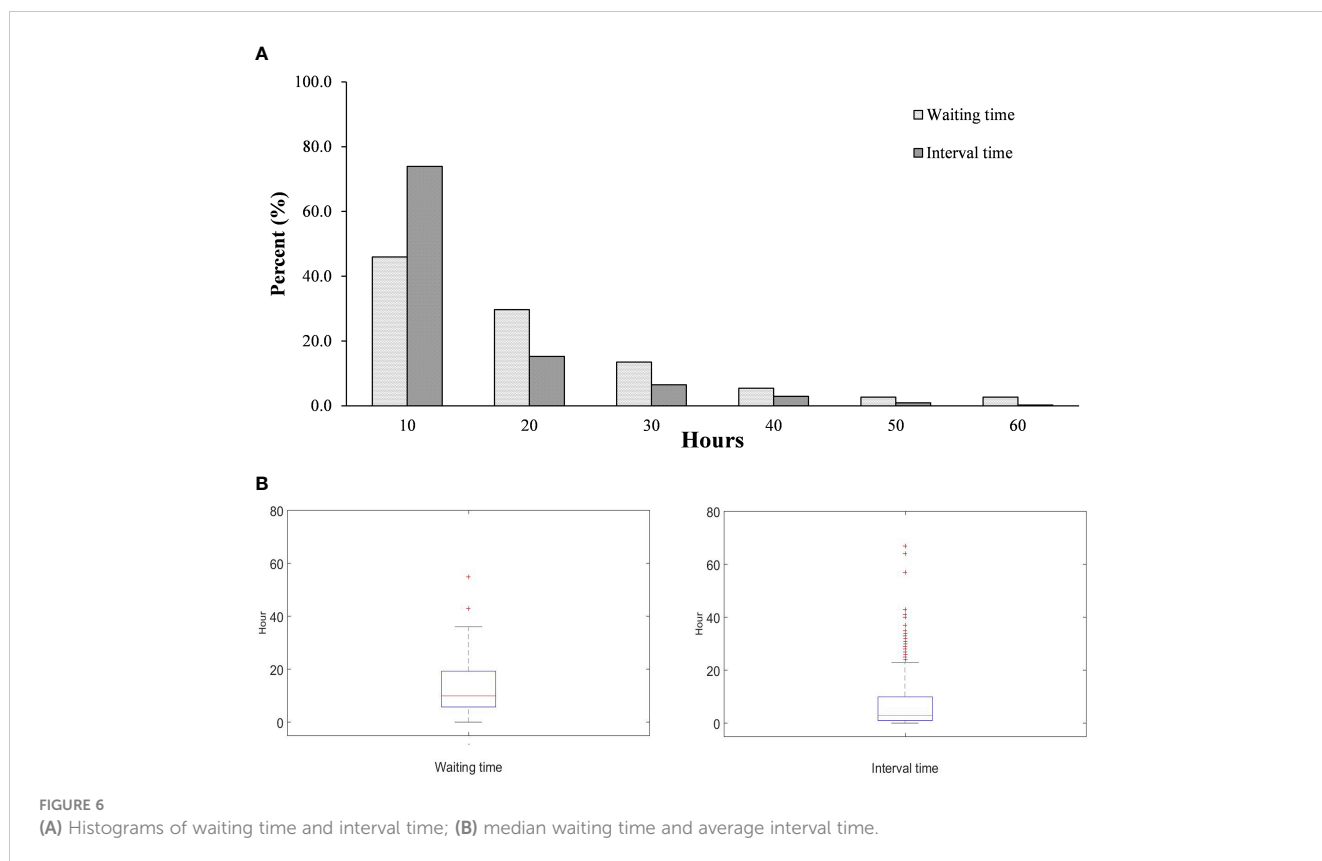 A
100.0
80.0
60.0
40.0
20.0
0.0
Percent (%)
Waiting time
Interval time
10 20 30 40 50 60
Hours
B
80
60
40
20
0
Hour
Waiting time
80
60
40
20
0
Hour
Interval time
FIGURE 6
(A) Histograms of waiting time and interval time; (B) median waiting time and average interval time.